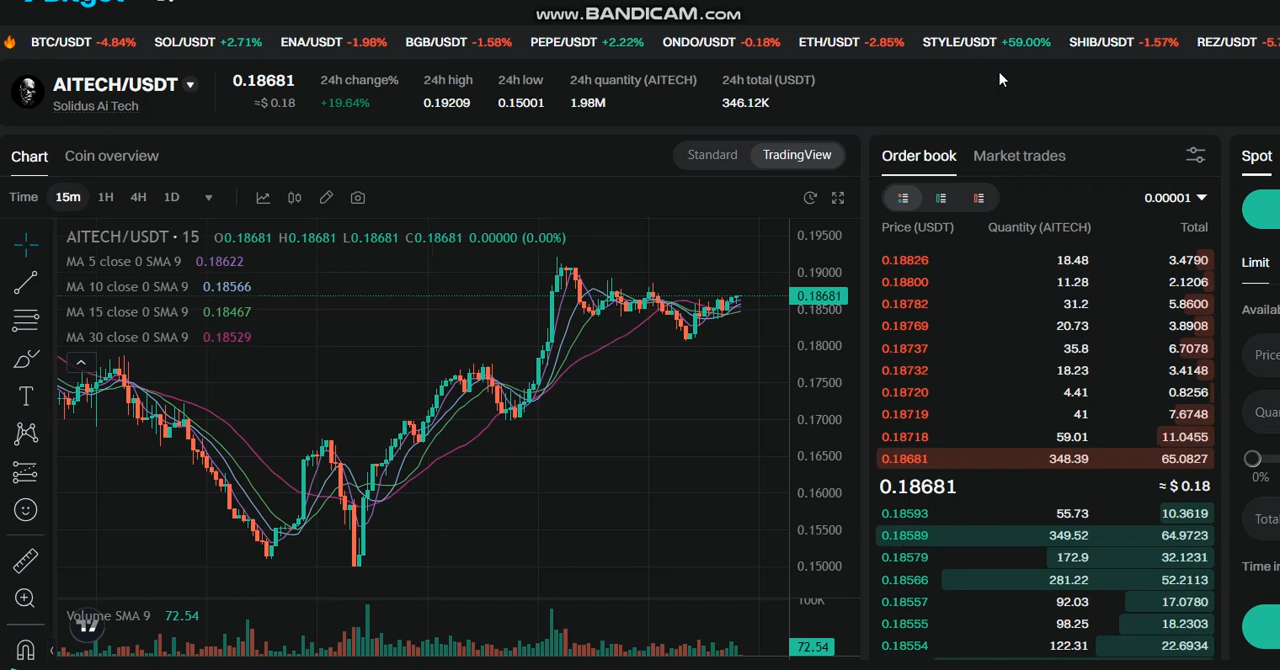 www.BANDICAM.com
BTC/USDT -4.84% SOL/USDT +2.71% ENA/USDT -1.98% BGB/USDT -1.58% PEPE/USDT +2.22% ONDO/USDT -0.18% ETH/USDT -2.85% STYLE/USDT +59.00% SHIB/USDT -1.57% REZ/USDT
AITECH/USDT
Solidus Ai Tech
0.18681
≈$ 0.18
24h change%
+19.64%
24h high
0.19209
24h low
0.15001
24h quantity (AITECH)
1.98M
24h total (USDT)
346.12K
Chart Coin overview
Standard TradingView
Time 15m 1H 4H 1D
AITECH/USDT · 15 O0.18681 H0.18681 L0.18681 C0.18681 0.00000 (0.00%)
MA 5 close 0 SMA 9 0.18622
MA 10 close 0 SMA 9 0.18566
MA 15 close 0 SMA 9 0.18467
MA 30 close 0 SMA 9 0.18529
0.19500
0.19000
0.18681
0.18500
0.18000
0.17500
0.17000
0.16500
0.16000
0.15500
0.15000
100K
Volume SMA 9 72.54
72.54
Order book Market trades
0.00001
Price (USDT) Quantity (AITECH) Total
0.18826 18.48 3.4790
0.18800 11.28 2.1206
0.18782 31.2 5.8600
0.18769 20.73 3.8908
0.18737 35.8 6.7078
0.18732 18.23 3.4148
0.18720 4.41 0.8256
0.18719 41 7.6748
0.18718 59.01 11.0455
0.18681 348.39 65.0827
0.18681 ≈ $ 0.18
0.18593 55.73 10.3619
0.18589 349.52 64.9723
0.18579 172.9 32.1231
0.18566 281.22 52.2113
0.18557 92.03 17.0780
0.18555 98.25 18.2303
0.18554 122.31 22.6934
Spot
Limit
0%